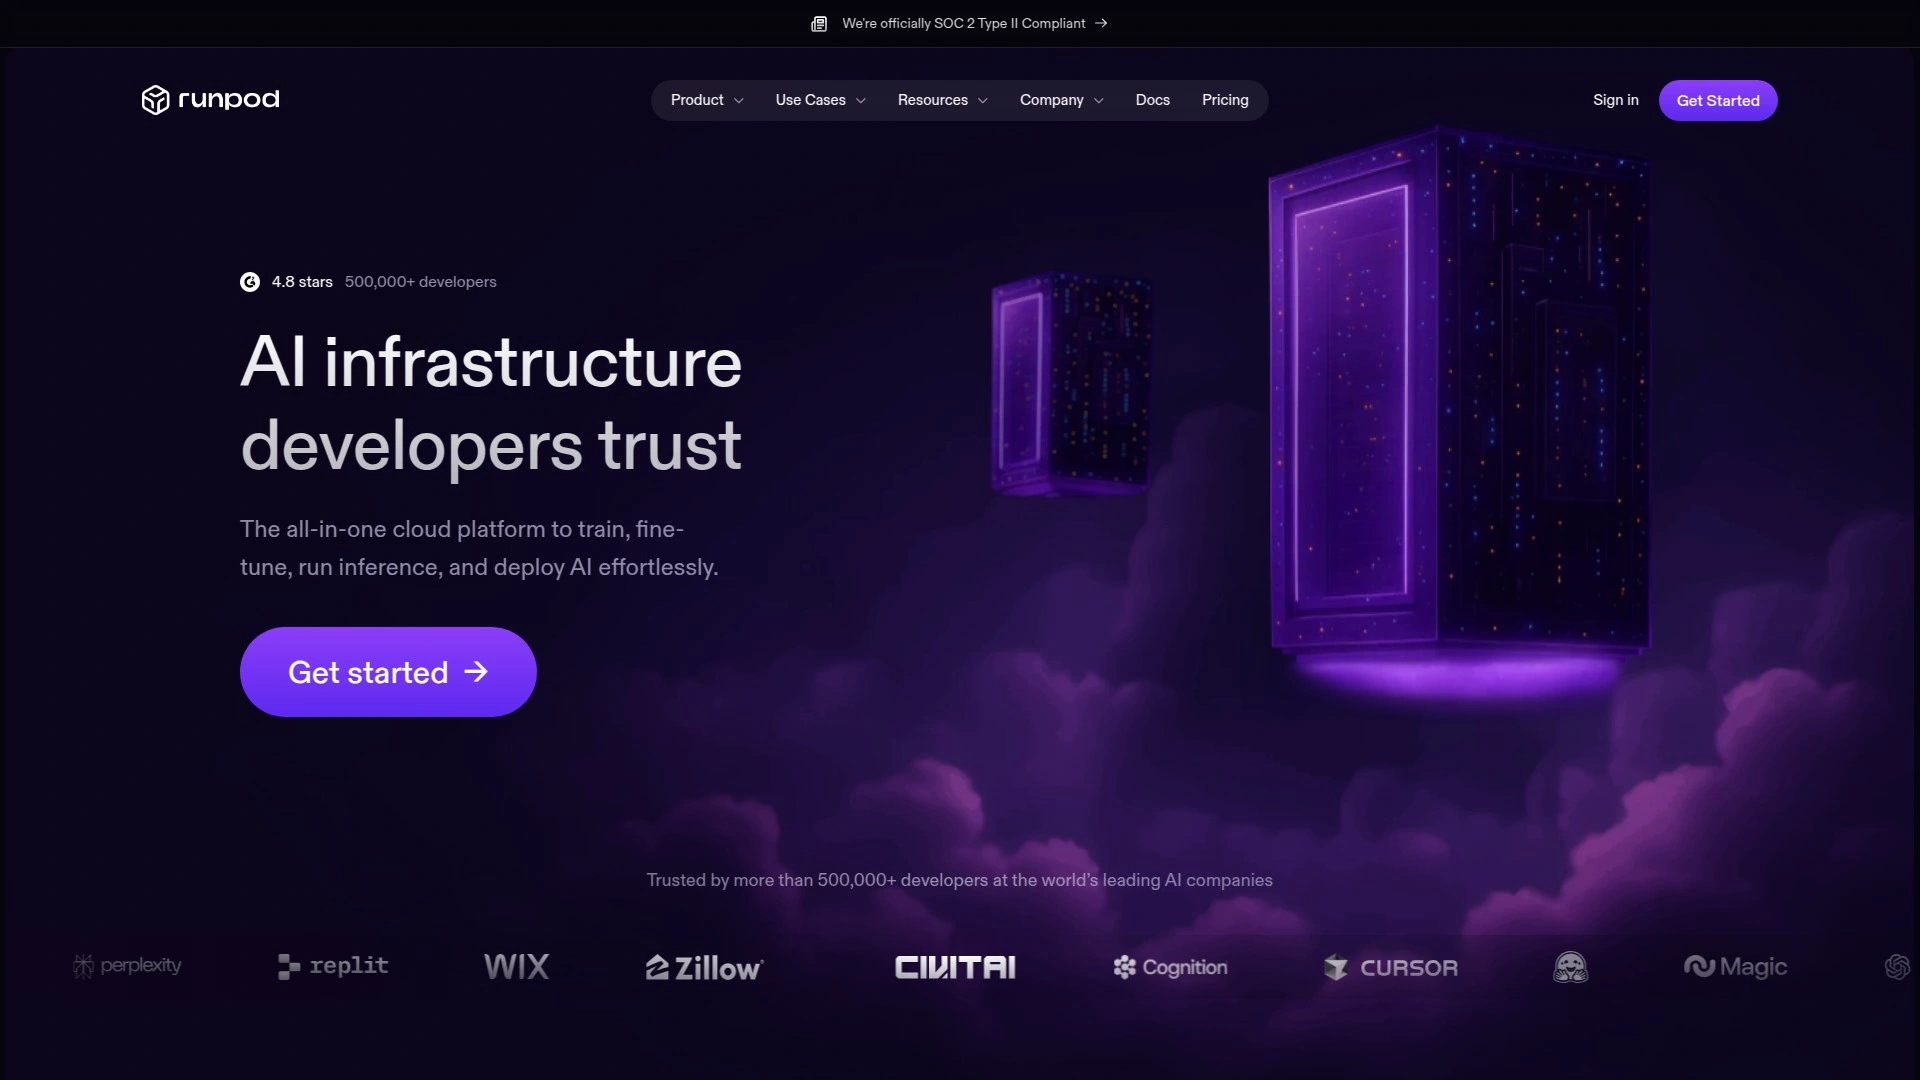 We're officially SOC 2 Type II Compliant →
runpod
Product
Use Cases
Resources
Company
Docs
Pricing
Sign in
Get Started
4.8 stars 500,000+ developers
AI infrastructure
developers trust
The all-in-one cloud platform to train, fine-
tune, run inference, and deploy AI effortlessly.
Get started →
Trusted by more than 500,000+ developers at the world's leading AI companies
perplexity
replit
WIX
Zillow
CIVITAI
Cognition
CURSOR
Magic